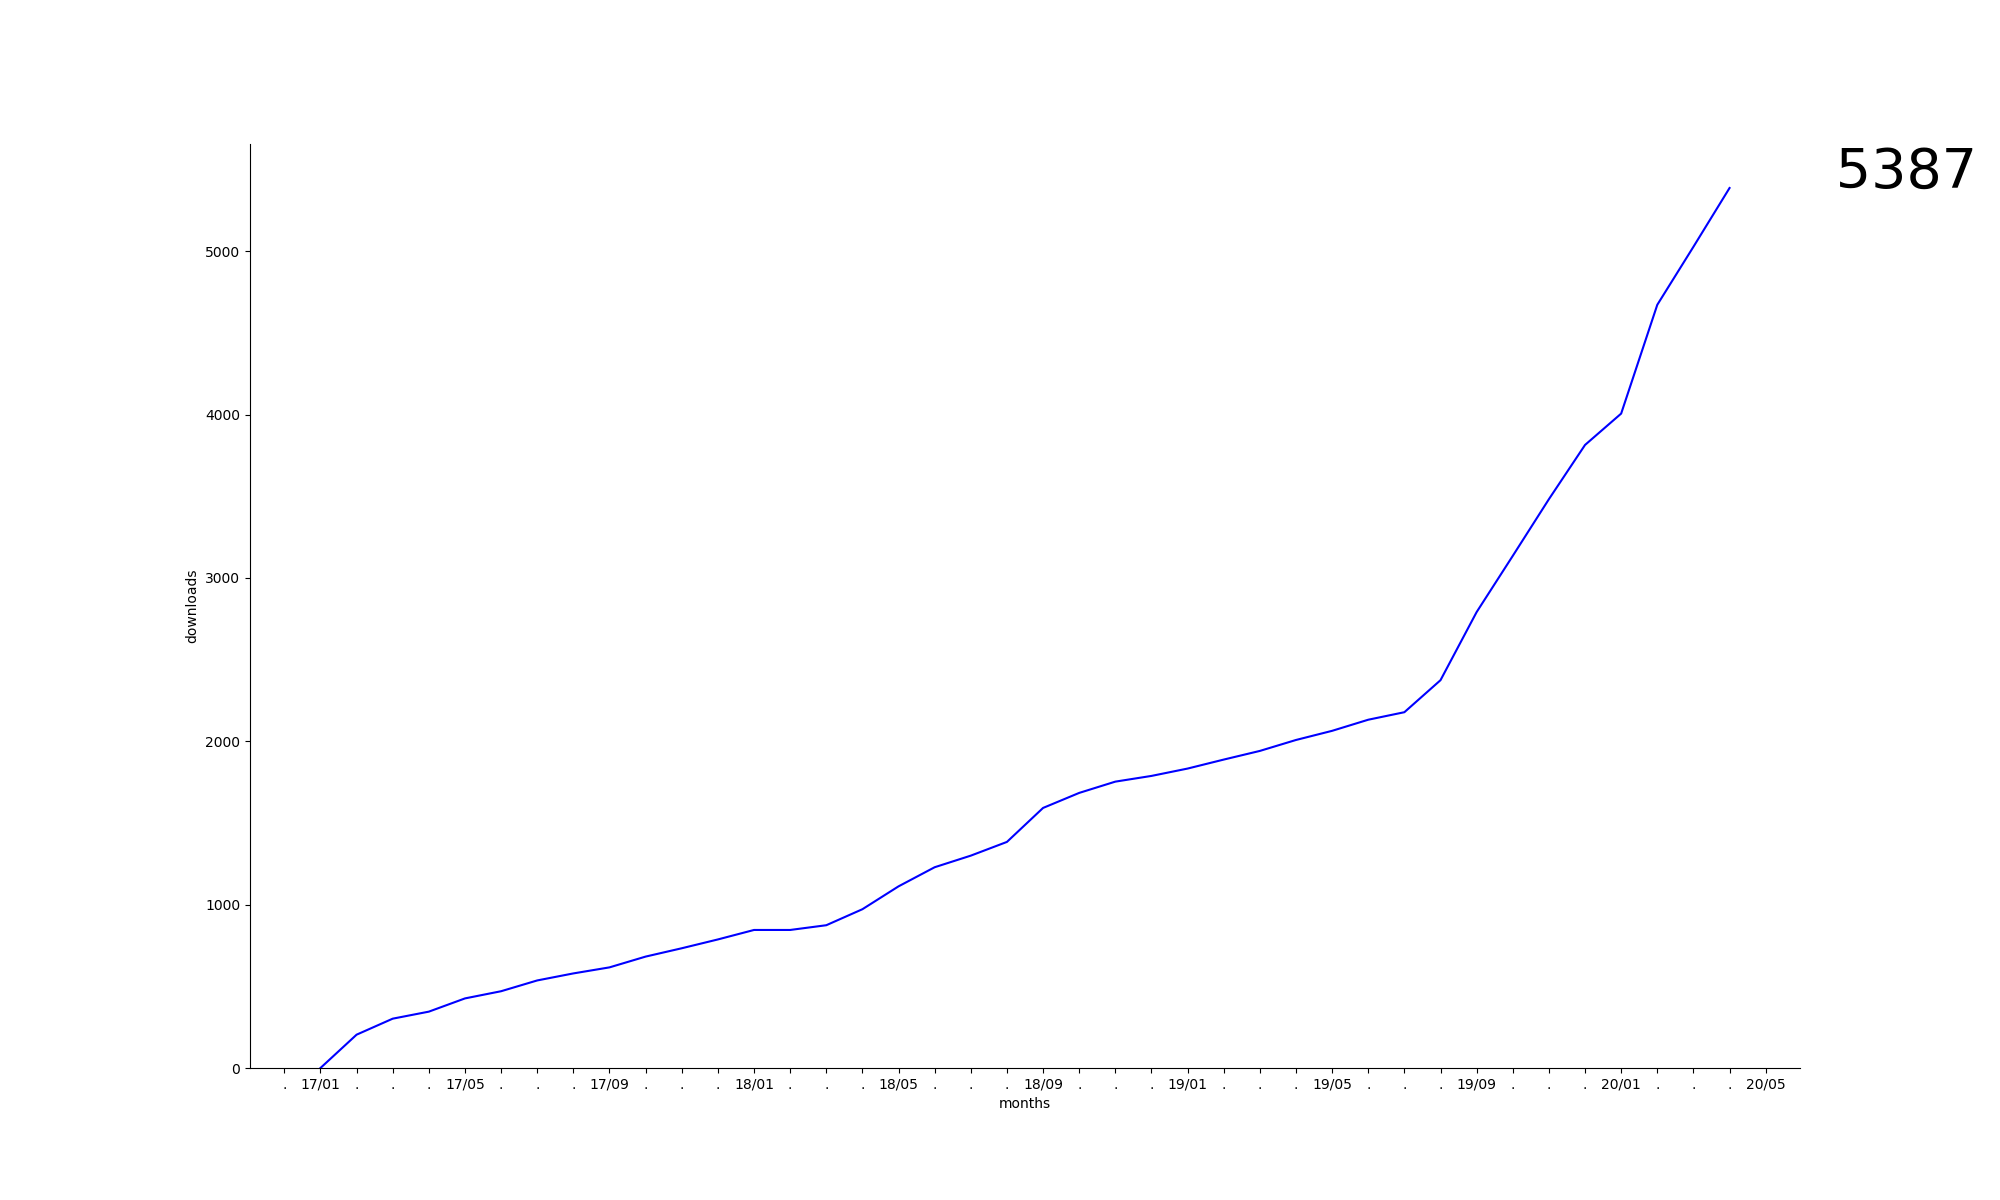 5387
5000
4000
3000
2000
1000
0
downloads
. 17/01 . . . 17/05 . . . 17/09 . . . 18/01 . . . 18/05 . . . 18/09 . . . 19/01 . . . 19/05 . . . 19/09 . . . 20/01 . . . 20/05
months